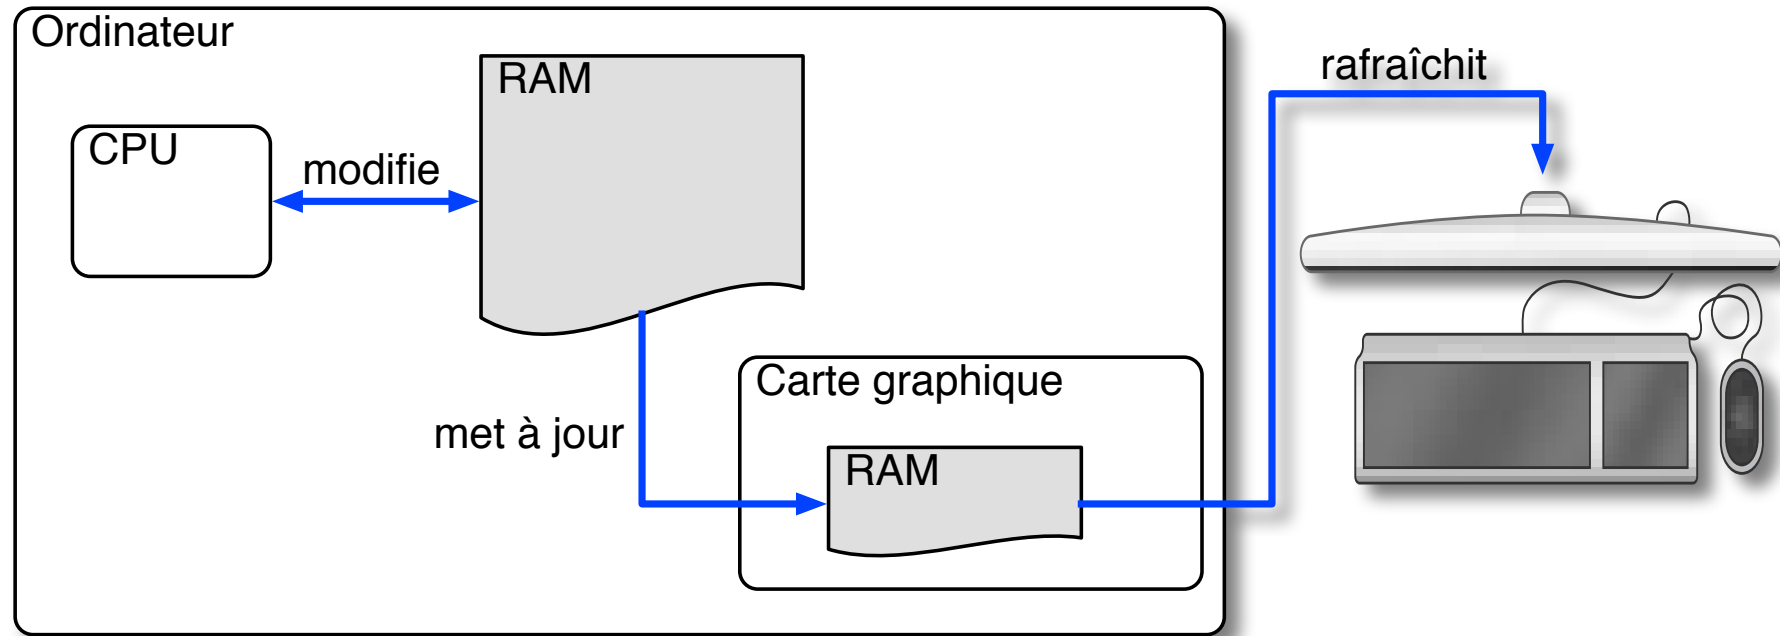 Ordinateur
RAM
rafraîchit
CPU
modifie
Carte graphique
met à jour
RAM